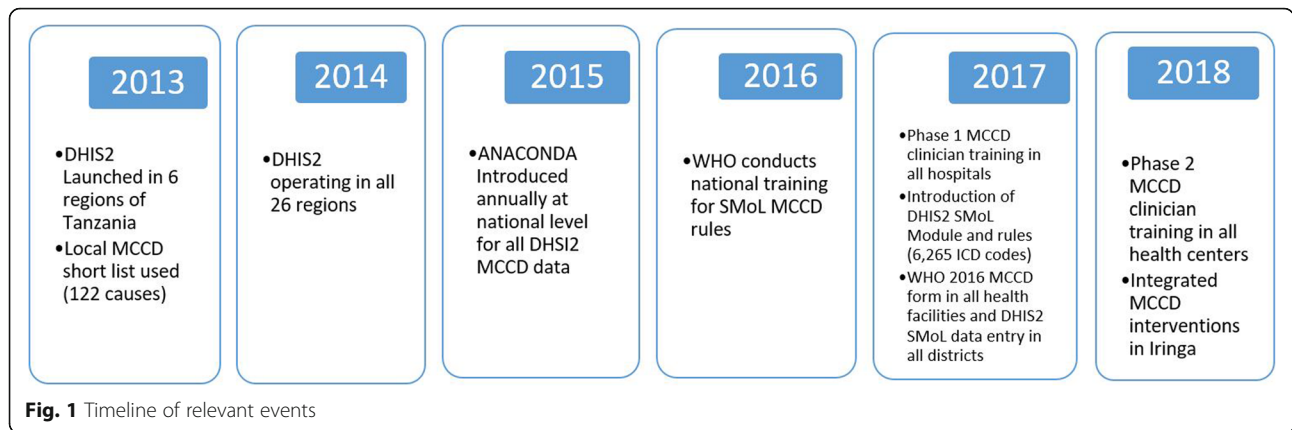 2013
•DHIS2
Launched in 6
regions of
Tanzania
•Local MCCD
short list used
(122 causes)
2014
•DHIS2
operating in all
26 regions
2015
•ANACONDA
Introduced
annually at
national level
for all DHSI2
MCCD data
2016
•WHO conducts
national training
for SMoL MCCD
rules
2017
•Phase 1 MCCD
clinician training in
all hospitals
•Introduction of
DHIS2 SMoL
Module and rules
(6,265 ICD codes)
•WHO 2016 MCCD
form in all health
facilities and DHIS2
SMoL data entry in
all districts
2018
•Phase 2
MCCD
clinician
training in all
health centers
•Integrated
MCCD
interventions
in Iringa
Fig. 1 Timeline of relevant events